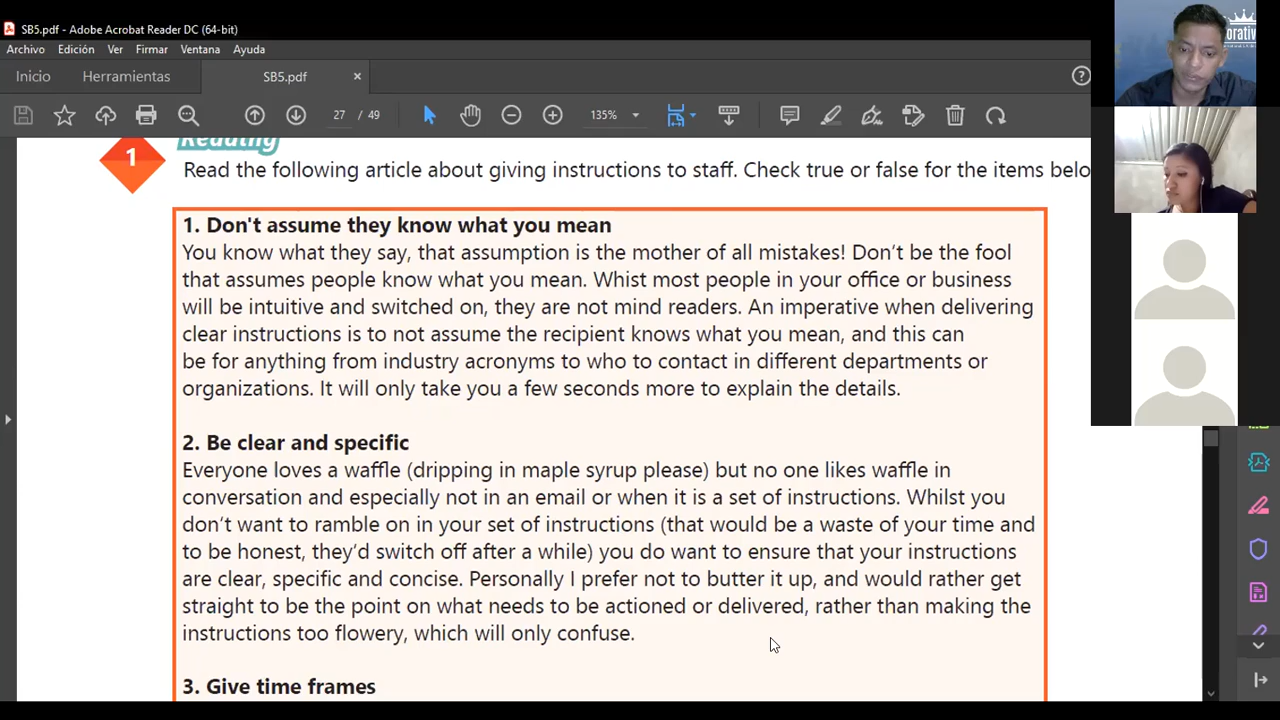 SB5.pdf - Adobe Acrobat Reader DC (64-bit)
Archivo Edición Ver Firmar Ventana Ayuda
Inicio Herramientas SB5.pdf ×
27 / 49 135%
Reading
1
Read the following article about giving instructions to staff. Check true or false for the items belo
1. Don't assume they know what you mean
You know what they say, that assumption is the mother of all mistakes! Don't be the fool
that assumes people know what you mean. Whist most people in your office or business
will be intuitive and switched on, they are not mind readers. An imperative when delivering
clear instructions is to not assume the recipient knows what you mean, and this can
be for anything from industry acronyms to who to contact in different departments or
organizations. It will only take you a few seconds more to explain the details.
2. Be clear and specific
Everyone loves a waffle (dripping in maple syrup please) but no one likes waffle in
conversation and especially not in an email or when it is a set of instructions. Whilst you
don't want to ramble on in your set of instructions (that would be a waste of your time and
to be honest, they'd switch off after a while) you do want to ensure that your instructions
are clear, specific and concise. Personally I prefer not to butter it up, and would rather get
straight to be the point on what needs to be actioned or delivered, rather than making the
instructions too flowery, which will only confuse.
3. Give time frames